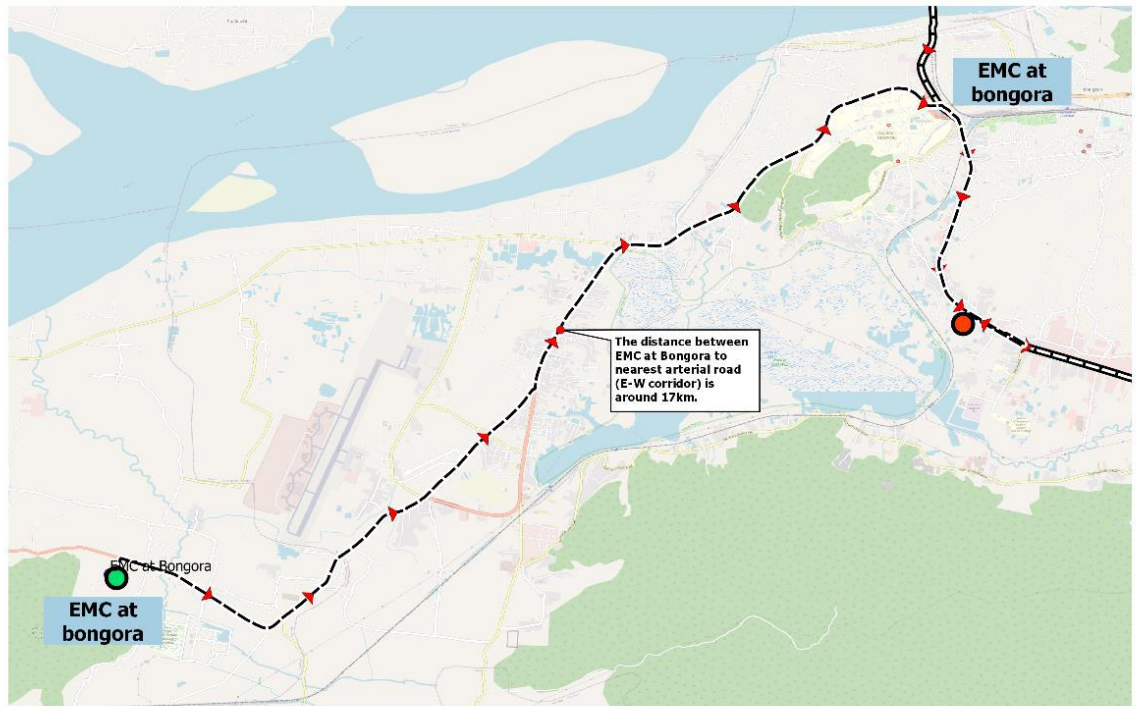 EMC at
bongora
The distance between
EMC at Bongora to
nearest arterial road
(E-W corridor) is
around 17km.
EMC at Bongora
EMC at
bongora